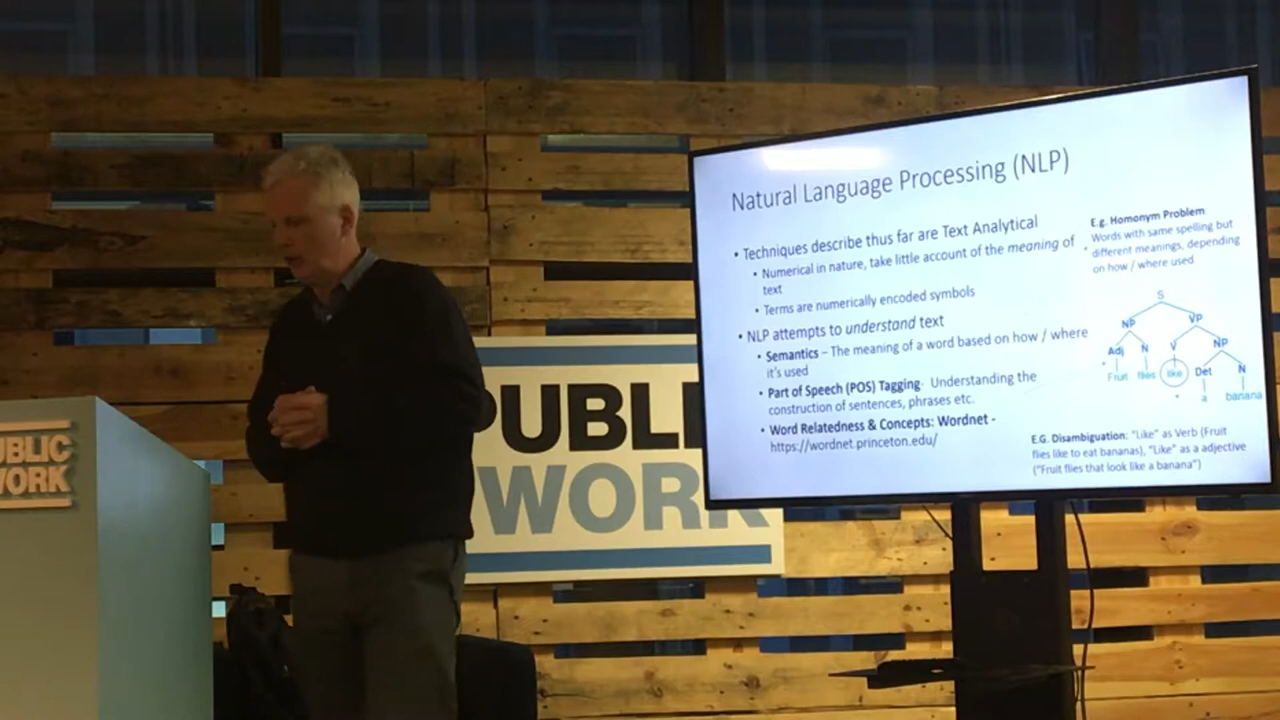 UBLIC
WORK
PUBLI
WORK
Natural Language Processing (NLP)
• Techniques describe thus far are Text Analytical
• Numerical in nature, take little account of the meaning of
text
• Terms are numerically encoded symbols
• NLP attempts to understand text
• Semantics – The meaning of a word based on how / where
it's used
• Part of Speech (POS) Tagging- Understanding the
construction of sentences, phrases etc.
• Word Relatedness & Concepts: Wordnet -
https://wordnet.princeton.edu/
E.g. Homonym Problem
Words with same spelling but
different meanings, depending
on how / where used
S
NP VP
Adj N V NP
Fruit flies like Det N
a banana
E.G. Disambiguation: "Like" as Verb (Fruit
flies like to eat bananas), "Like" as a adjective
("Fruit flies that look like a banana")